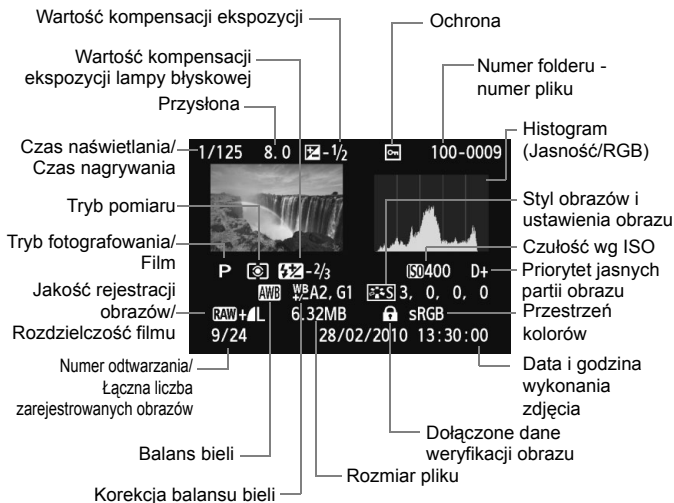 Wartość kompensacji ekspozycji
Ochrona
Wartość kompensacji
ekspozycji lampy błyskowej
Numer folderu -
numer pliku
Przysłona
Histogram
(Jasność/RGB)
Czas naświetlania/
Czas nagrywania
1/125 8.0 -1/2 100-0009
Tryb pomiaru
Styl obrazów i
ustawienia obrazu
Tryb fotografowania/
Film
Czułość wg ISO
P -2/3 ISO400 D+
Priorytet jasnych
partii obrazu
Jakość rejestracji
obrazów/
Rozdzielczość filmu
AWB WB A2, G1 S 3, 0, 0, 0
RAW+L 6.32MB sRGB
Przestrzeń
kolorów
9/24 28/02/2010 13:30:00
Numer odtwarzania/
Łączna liczba
zarejestrowanych obrazów
Data i godzina
wykonania
zdjęcia
Dołączone dane
weryfikacji obrazu
Balans bieli
Rozmiar pliku
Korekcja balansu bieli